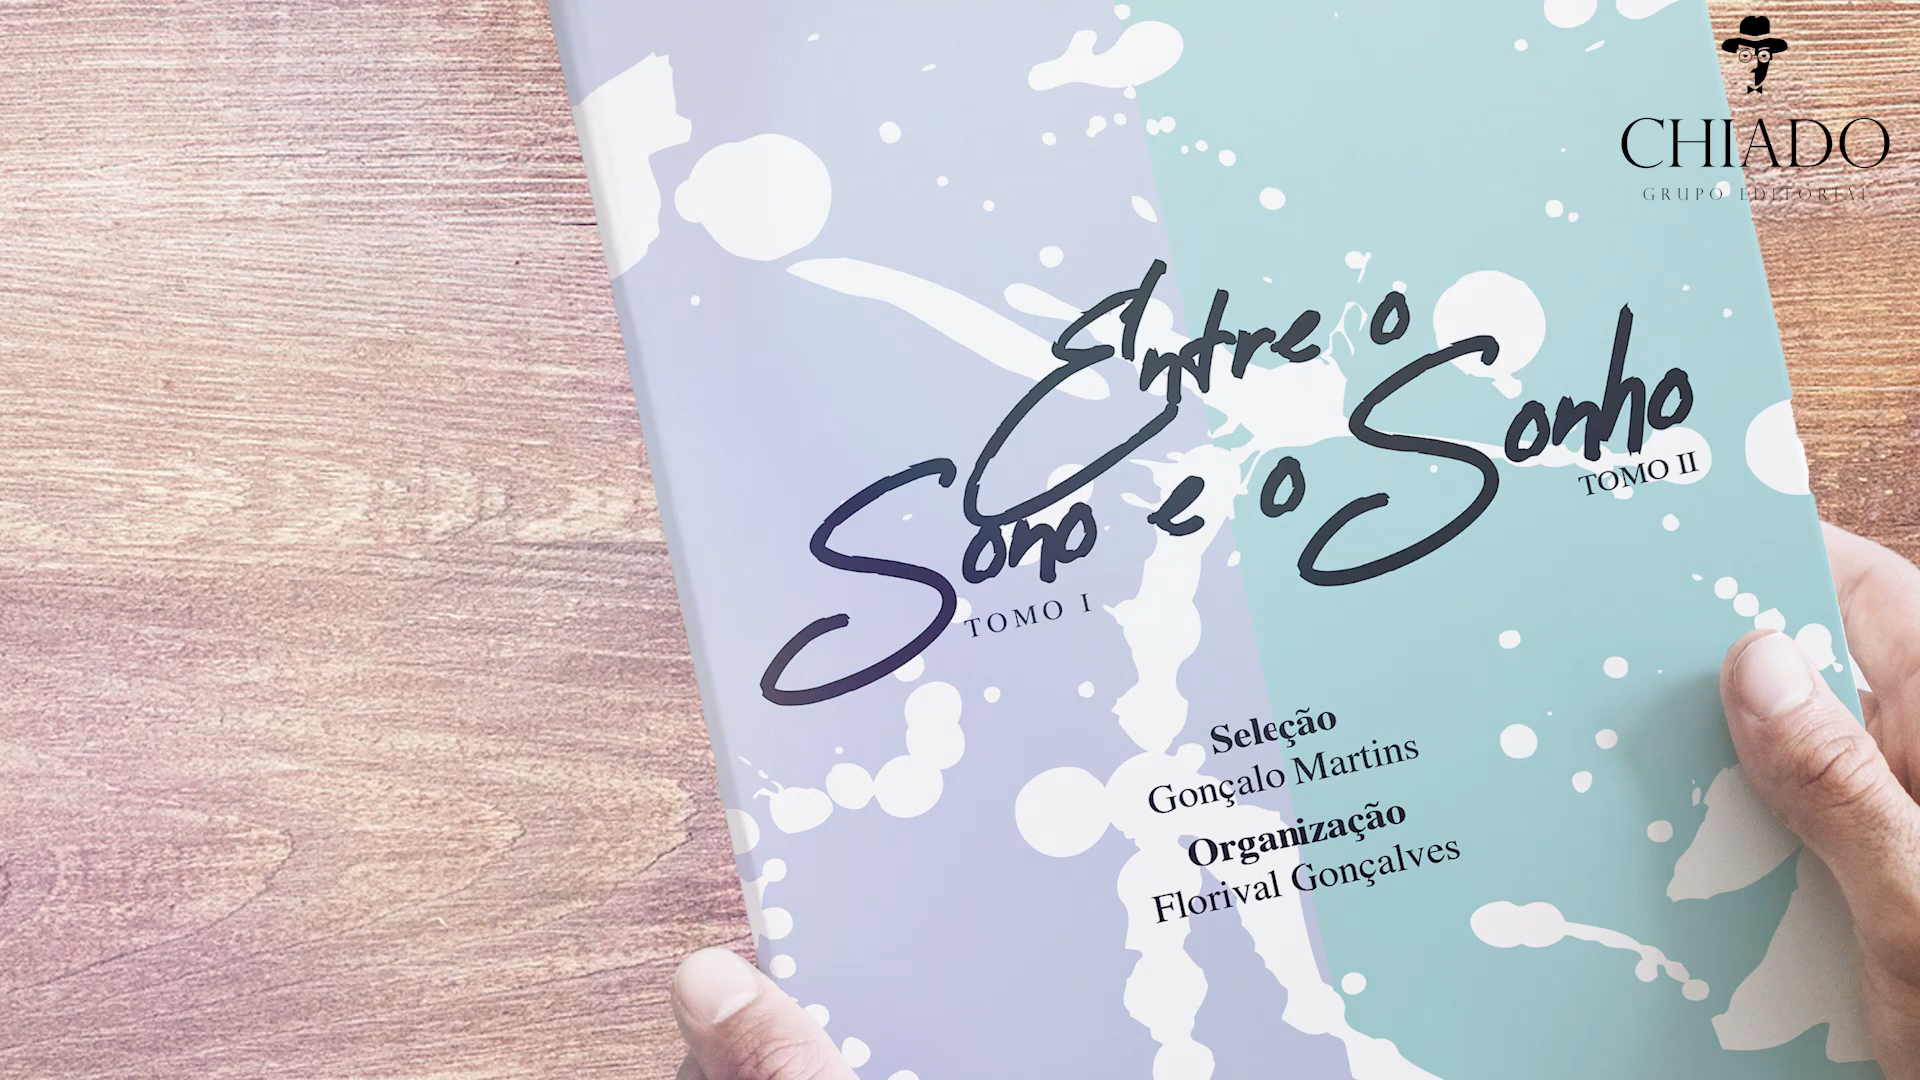 CHIADO
GRUPO EDITORIAL
Entre o
Sono e o Sonho
TOMO I
TOMO II
Seleção
Gonçalo Martins
Organização
Florival Gonçalves